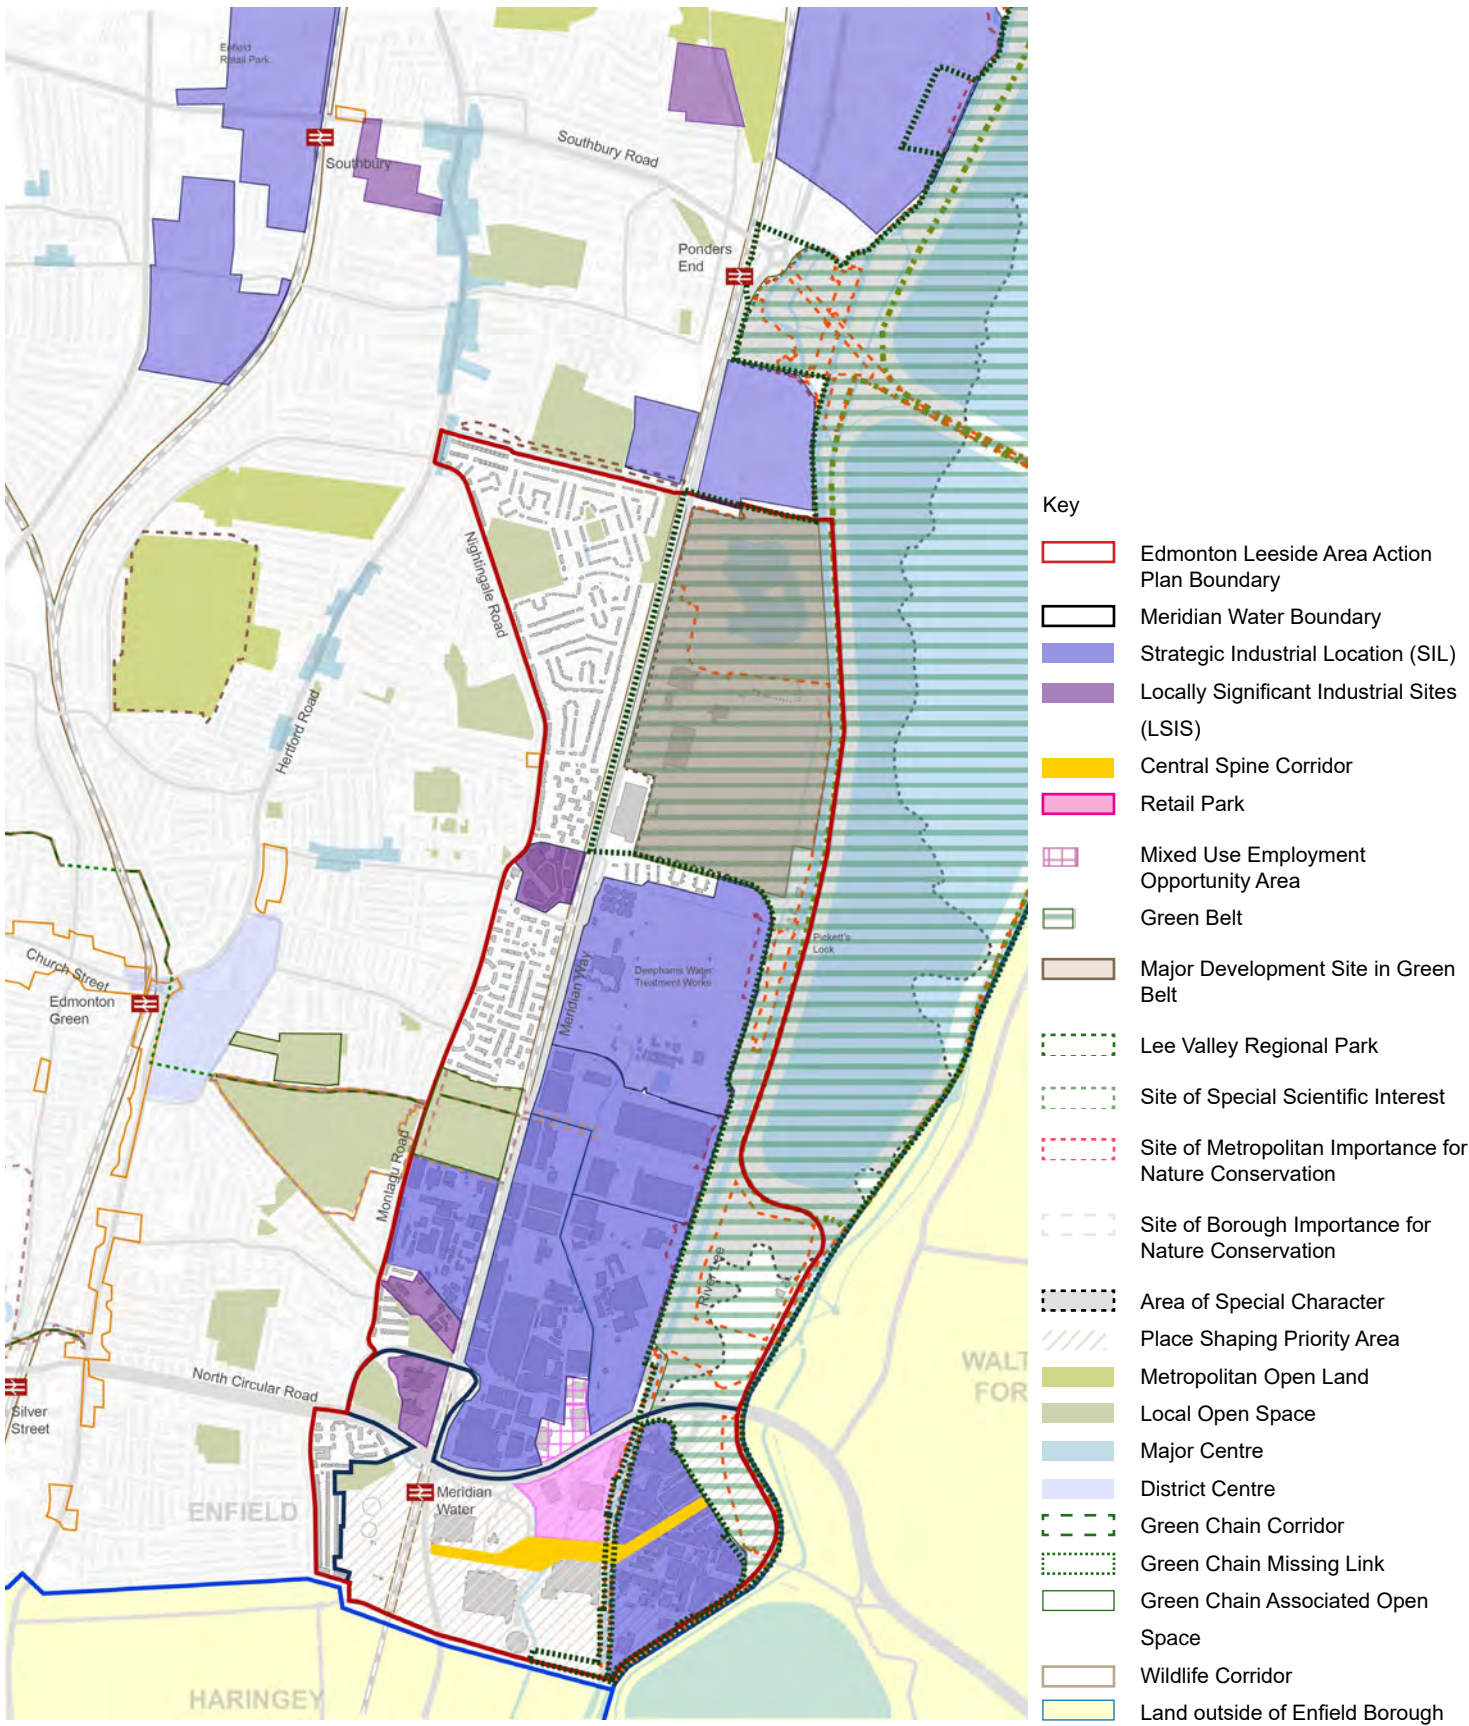 Enfield
Retail Park
Southbury
Southbury Road
Ponders
End
Nightingale Road
Hertford Road
Church Street
Edmonton
Green
Pickett's
Lock
Deephams Water
Treatment Works
Meridian Way
Montagu Road
River Lee
North Circular Road
Silver
Street
Meridian
Water
ENFIELD
HARINGEY
WALT
FOR
Key
Edmonton Leeside Area Action
Plan Boundary
Meridian Water Boundary
Strategic Industrial Location (SIL)
Locally Significant Industrial Sites
(LSIS)
Central Spine Corridor
Retail Park
Mixed Use Employment
Opportunity Area
Green Belt
Major Development Site in Green
Belt
Lee Valley Regional Park
Site of Special Scientific Interest
Site of Metropolitan Importance for
Nature Conservation
Site of Borough Importance for
Nature Conservation
Area of Special Character
Place Shaping Priority Area
Metropolitan Open Land
Local Open Space
Major Centre
District Centre
Green Chain Corridor
Green Chain Missing Link
Green Chain Associated Open
Space
Wildlife Corridor
Land outside of Enfield Borough